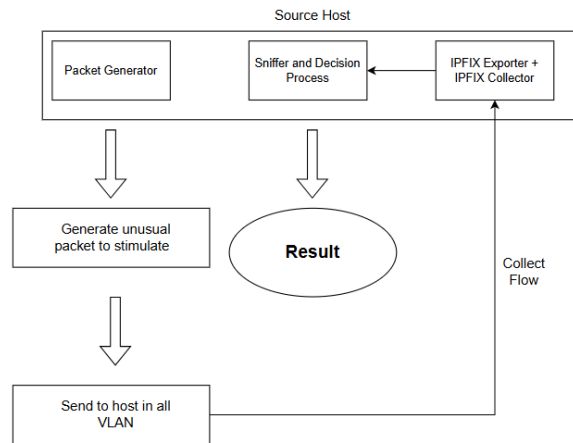 Source Host
Packet Generator
Sniffer and Decision
Process
IPFIX Exporter +
IPFIX Collector
Generate unusual
packet to stimulate
Result
Collect
Flow
Send to host in all
VLAN